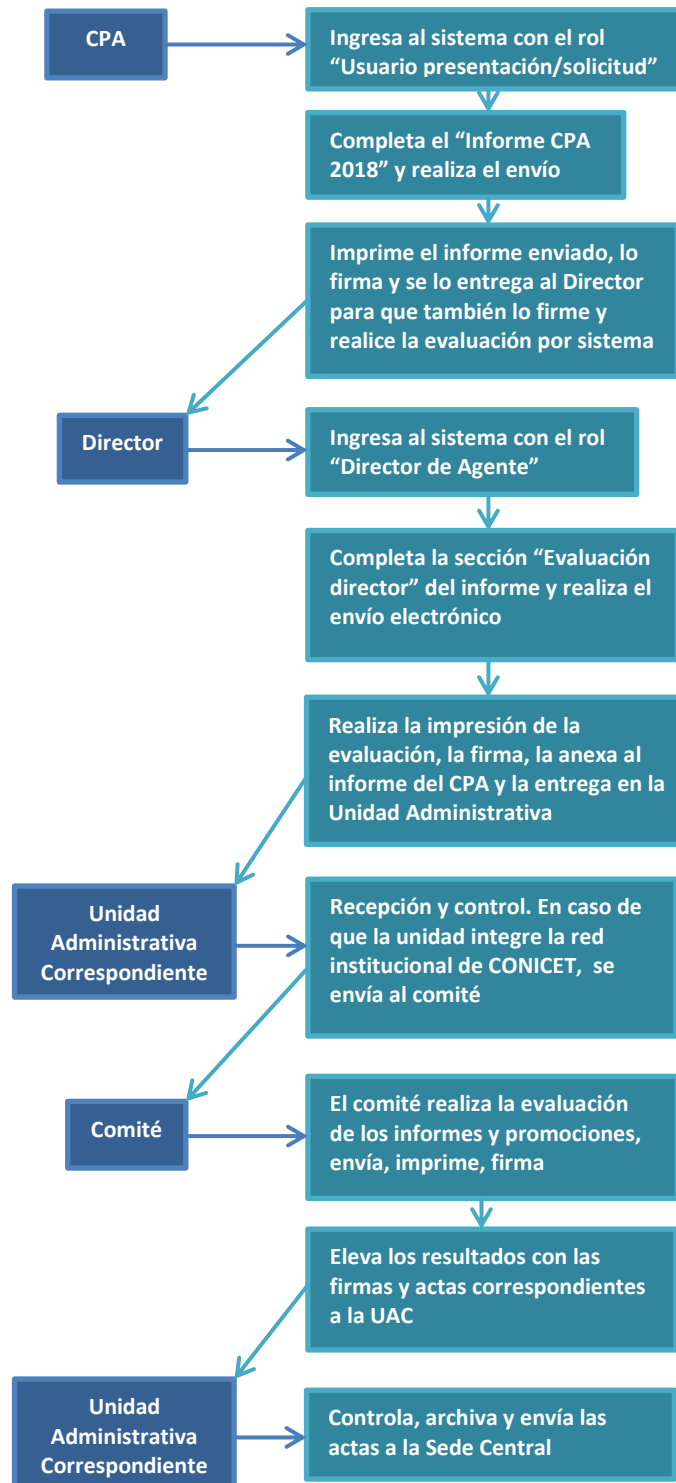 CPA
Ingresa al sistema con el rol
“Usuario presentación/solicitud”
Completa el “Informe CPA
2018” y realiza el envío
Imprime el informe enviado, lo
firma y se lo entrega al Director
para que también lo firme y
realice la evaluación por sistema
Director
Ingresa al sistema con el rol
“Director de Agente”
Completa la sección “Evaluación
director” del informe y realiza el
envío electrónico
Realiza la impresión de la
evaluación, la firma, la anexa al
informe del CPA y la entrega en la
Unidad Administrativa
Unidad
Administrativa
Correspondiente
Recepción y control. En caso de
que la unidad integre la red
institucional de CONICET, se
envía al comité
Comité
El comité realiza la evaluación
de los informes y promociones,
envía, imprime, firma
Eleva los resultados con las
firmas y actas correspondientes
a la UAC
Unidad
Administrativa
Correspondiente
Controla, archiva y envía las
actas a la Sede Central